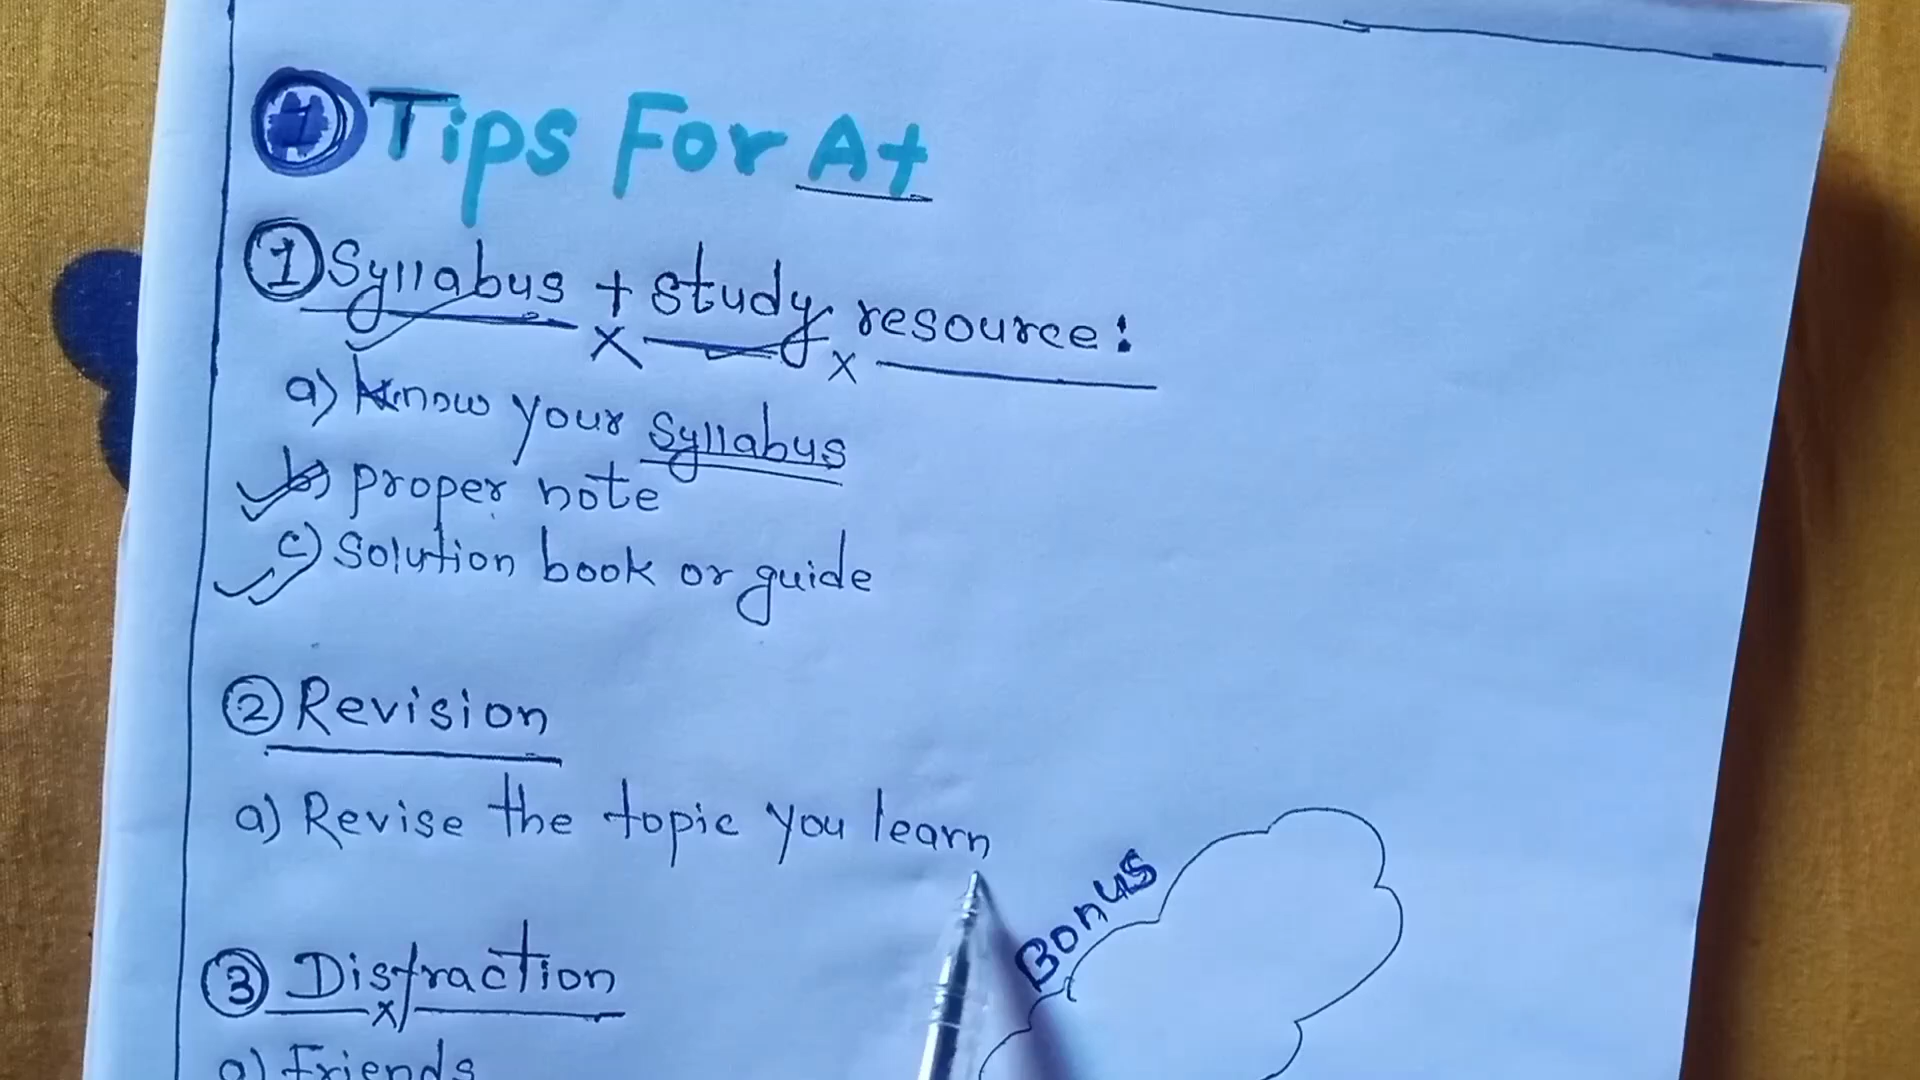 # Tips For A+
① Syllabus + study resource:
a) Know your syllabus
b) proper note
c) solution book or guide
② Revision
a) Revise the topic you learn
Bonus
③ Distraction
a) Friends